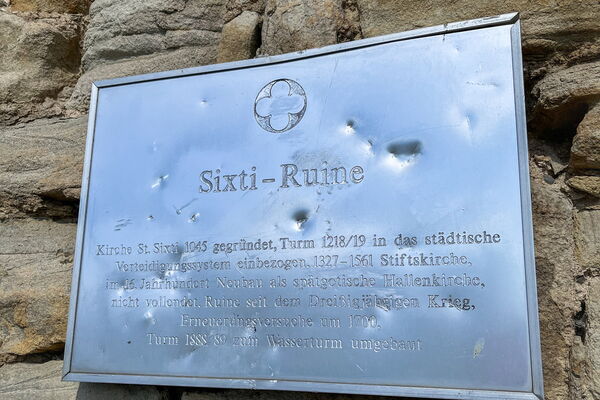 Sixti-Ruine
Kirche St. Sixti 1045 gegründet, Turm 1218/19 in das städtische
Verteidigungssystem einbezogen, 1327-1561 Stiftskirche,
im 16. Jahrhundert Neubau als spätgotische Hallenkirche,
nicht vollendet. Ruine seit dem Dreißigjährigen Krieg,
Erneuerungsversuche um 1700,
Turm 1888/89 zum Wasserturm umgebaut